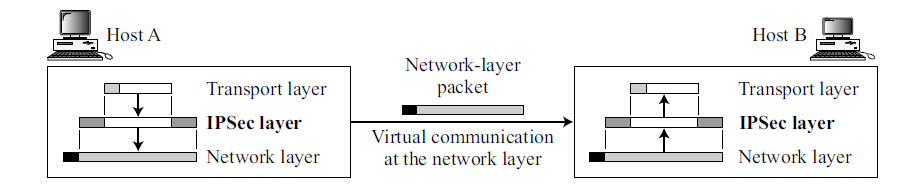 Host A
Host B
Transport layer
IPSec layer
Network layer
Network-layer
packet
Virtual communication
at the network layer
Transport layer
IPSec layer
Network layer